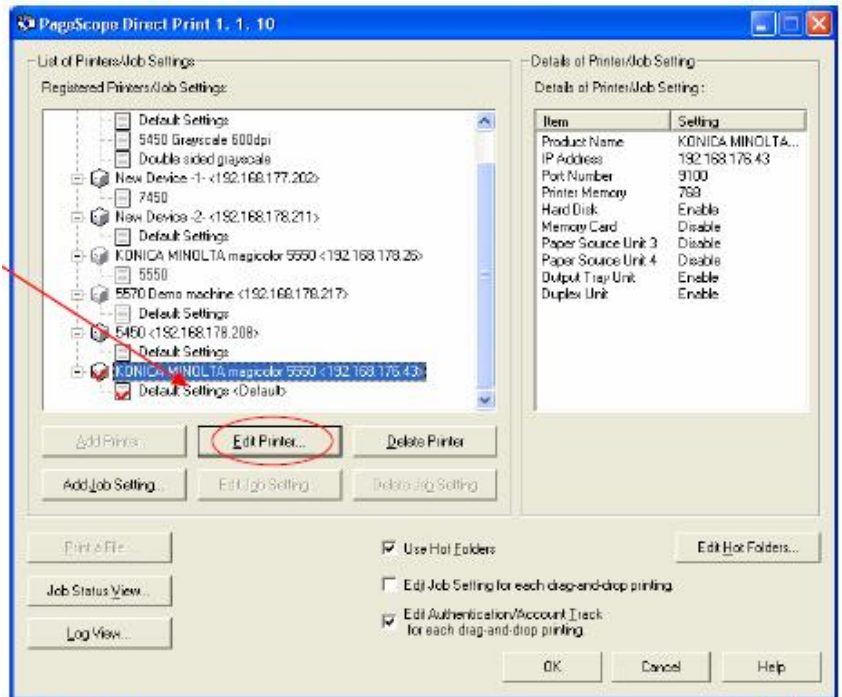 PageScope Direct Print 1. 1. 10
List of Printers/Job Settings
Registered Printers/Job Settings:
Default Settings
5450 Grayscale 600dpi
Double sided grayscale
New Device -1- <192.168.177.202>
7450
New Device -2- <192.168.178.211>
Default Settings
KONICA MINOLTA magicolor 5550 <192.168.178.26>
5550
5570 Demo machine <192.168.178.217>
Default Settings
5450 <192.168.178.208>
Default Settings
KONICA MINOLTA magicolor 5550 <192.168.176.43>
Default Settings <Default>
Add Printer...
Edit Printer...
Delete Printer
Add Job Setting...
Edit Job Setting...
Delete Job Setting
Details of Printer/Job Setting
Details of Printer/Job Setting :
Item Setting
Product Name KONICA MINOLTA...
IP Address 192.168.176.43
Port Number 9100
Printer Memory 768
Hard Disk Enable
Memory Card Disable
Paper Source Unit 3 Disable
Paper Source Unit 4 Disable
Output Tray Unit Enable
Duplex Unit Enable
Print a File...
Job Status View...
Log View...
Use Hot Folders
Edit Hot Folders...
Edit Job Setting for each drag-and-drop printing.
Edit Authentication/Account Track
for each drag-and-drop printing.
OK Cancel Help